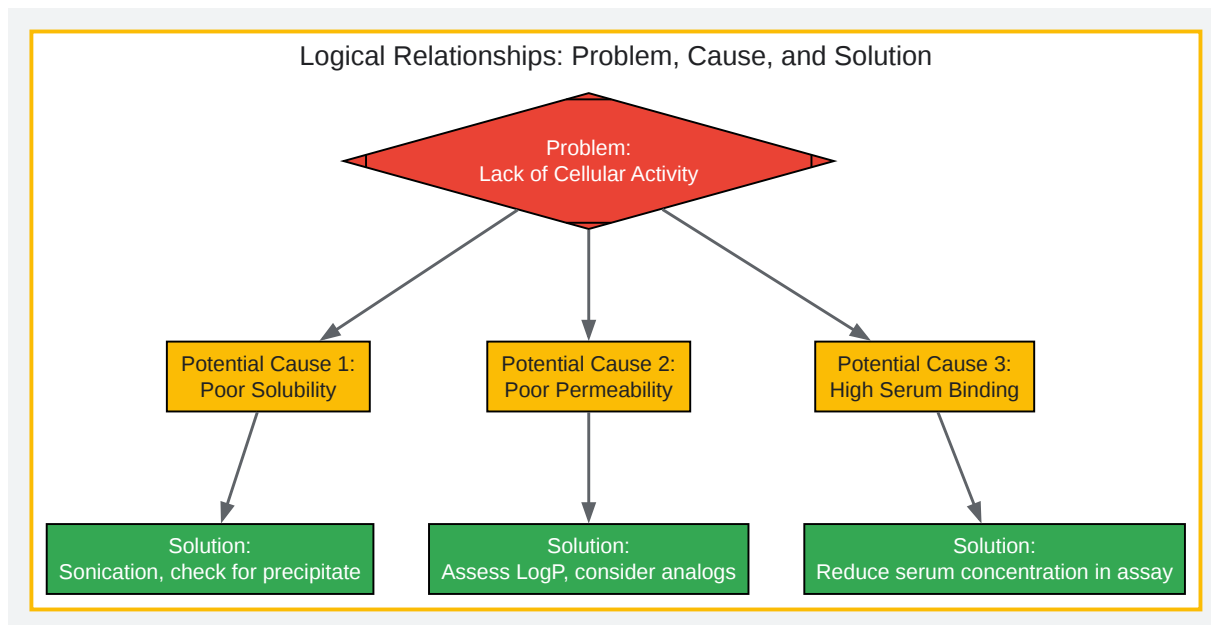 Logical Relationships: Problem, Cause, and Solution
Problem:
Lack of Cellular Activity
Potential Cause 1:
Poor Solubility
Potential Cause 2:
Poor Permeability
Potential Cause 3:
High Serum Binding
Solution:
Sonication, check for precipitate
Solution:
Assess LogP, consider analogs
Solution:
Reduce serum concentration in assay